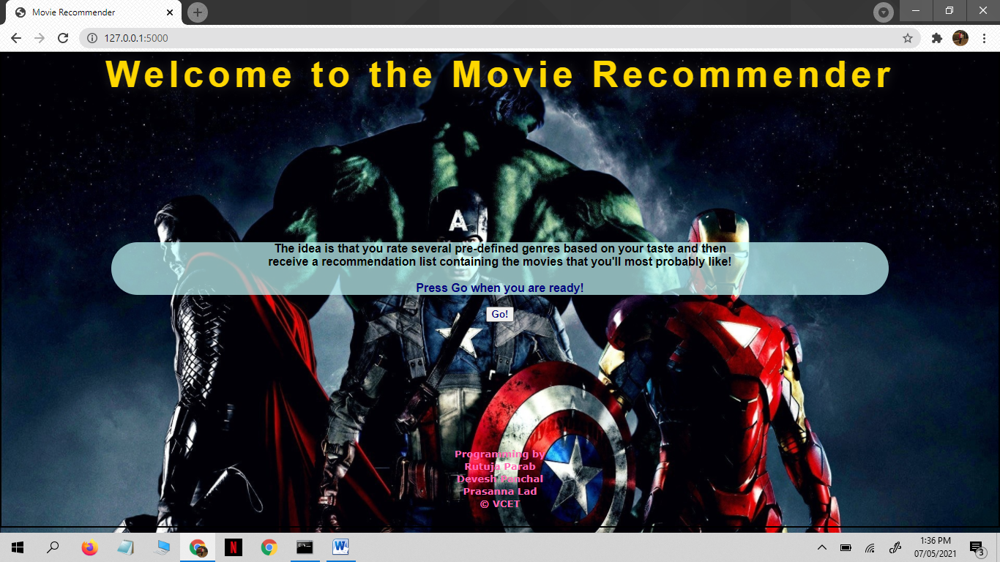 Movie Recommender
127.0.0.1:5000
Welcome to the Movie Recommender
A
The idea is that you rate several pre-defined genres based on your taste and then
receive a recommendation list containing the movies that you'll most probably like!
Press Go when you are ready!
Go!
Programming by
Rutuja Parab
Devesh Panchal
Prasanna Lad
© VCET
N
W
1:36 PM
07/05/2021
3